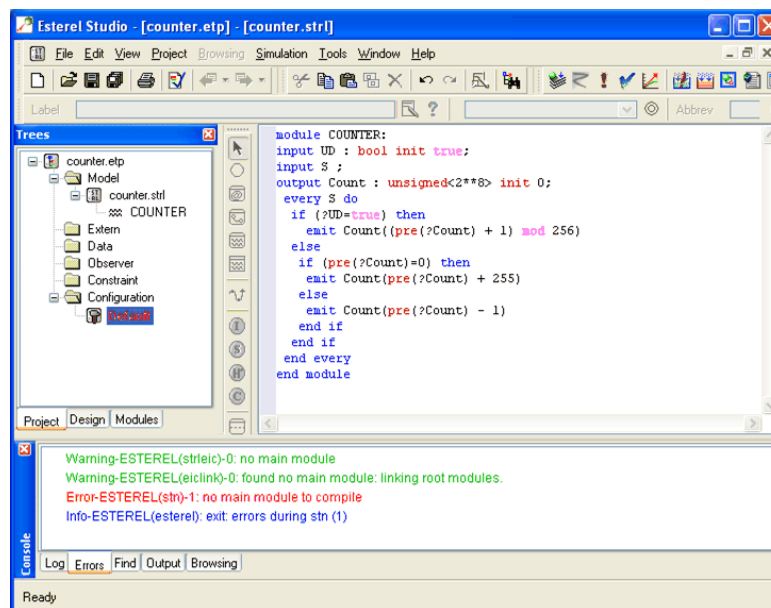 Esterel Studio - [counter.etp] - [counter.strl]
File Edit View Project Browsing Simulation Tools Window Help
Label
Abbrev
Trees
counter.etp
Model
counter.strl
COUNTER
Extern
Data
Observer
Constraint
Configuration
Default
Project Design Modules
module COUNTER:
input UD : bool init true;
input S ;
output Count : unsigned<2**8> init 0;
every S do
if (?UD=true) then
emit Count((pre(?Count) + 1) mod 256)
else
if (pre(?Count)=0) then
emit Count(pre(?Count) + 255)
else
emit Count(pre(?Count) - 1)
end if
end if
end every
end module
Warning-ESTEREL(strleic)-0: no main module
Warning-ESTEREL(eiclink)-0: found no main module: linking root modules.
Error-ESTEREL(stn)-1: no main module to compile
Info-ESTEREL(esterel): exit: errors during stn (1)
Console
Log Errors Find Output Browsing
Ready